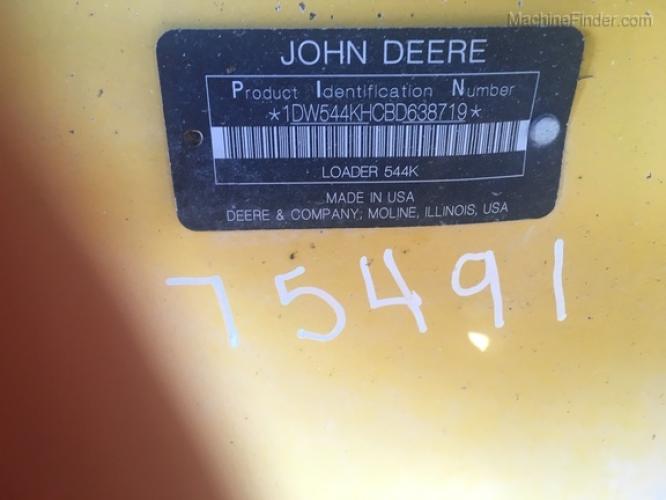 MachineFinder.com
JOHN DEERE
Product Identification Number
*1DW544KHCBD638719*
LOADER 544K
MADE IN USA
DEERE & COMPANY, MOLINE, ILLINOIS, USA
75491